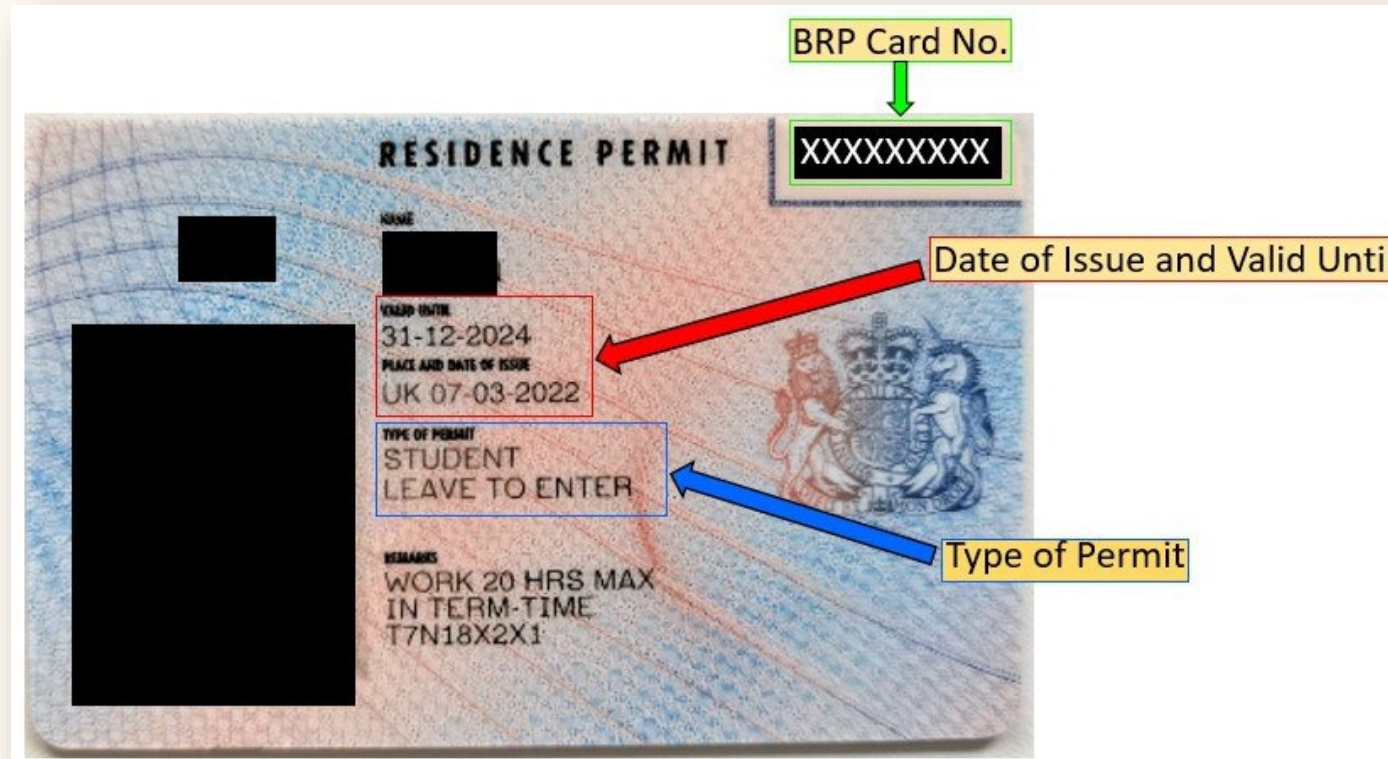 BRP Card No.
RESIDENCE PERMIT
XXXXXXXXX
NAME
Date of Issue and Valid Unti
VALID UNTIL
31-12-2024
PLACE AND DATE OF ISSUE
UK 07-03-2022
TYPE OF PERMIT
STUDENT
LEAVE TO ENTER
Type of Permit
REMARKS
WORK 20 HRS MAX
IN TERM-TIME
T7N18X2X1